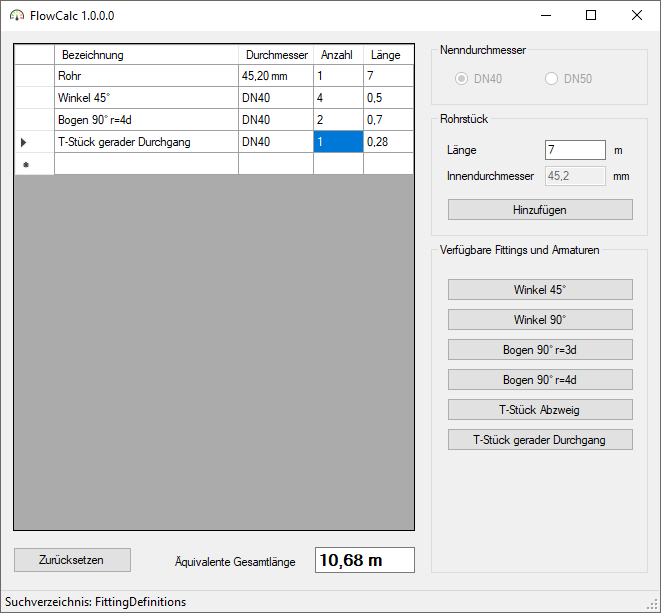 FlowCalc 1.0.0.0
Bezeichnung Durchmesser Anzahl Länge
Rohr 45,20 mm 1 7
Winkel 45° DN40 4 0,5
Bogen 90° r=4d DN40 2 0,7
T-Stück gerader Durchgang DN40 1 0,28
Zurücksetzen
Äquivalente Gesamtlänge 10,68 m
Nenndurchmesser
DN40 DN50
Rohrstück
Länge 7 m
Innendurchmesser 45,2 mm
Hinzufügen
Verfügbare Fittings und Armaturen
Winkel 45°
Winkel 90°
Bogen 90° r=3d
Bogen 90° r=4d
T-Stück Abzweig
T-Stück gerader Durchgang
Suchverzeichnis: FittingDefinitions